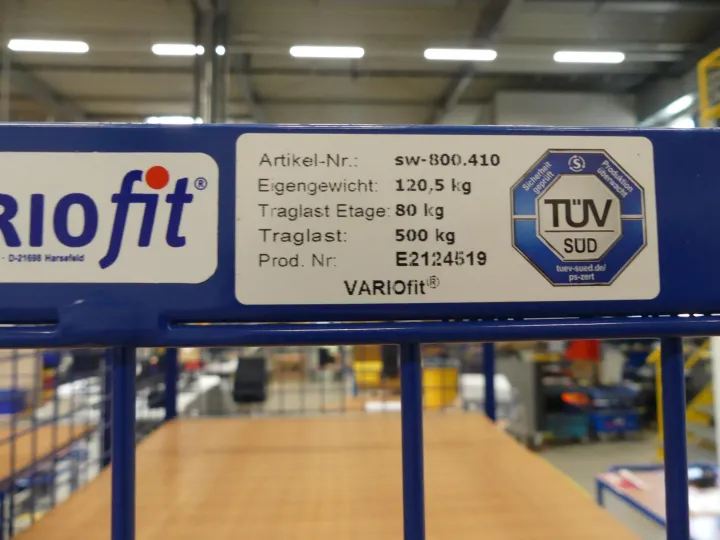 RIOfit®
- D-21698 Harsefeld
Artikel-Nr.: sw-800.410
Eigengewicht: 120,5 kg
Traglast Etage: 80 kg
Traglast: 500 kg
Prod. Nr: E2124519
VARIOfit®
Sicherheit
geprüft
S
Produktion
überwacht
TÜV
SÜD
tuev-sued.de/
ps-zert